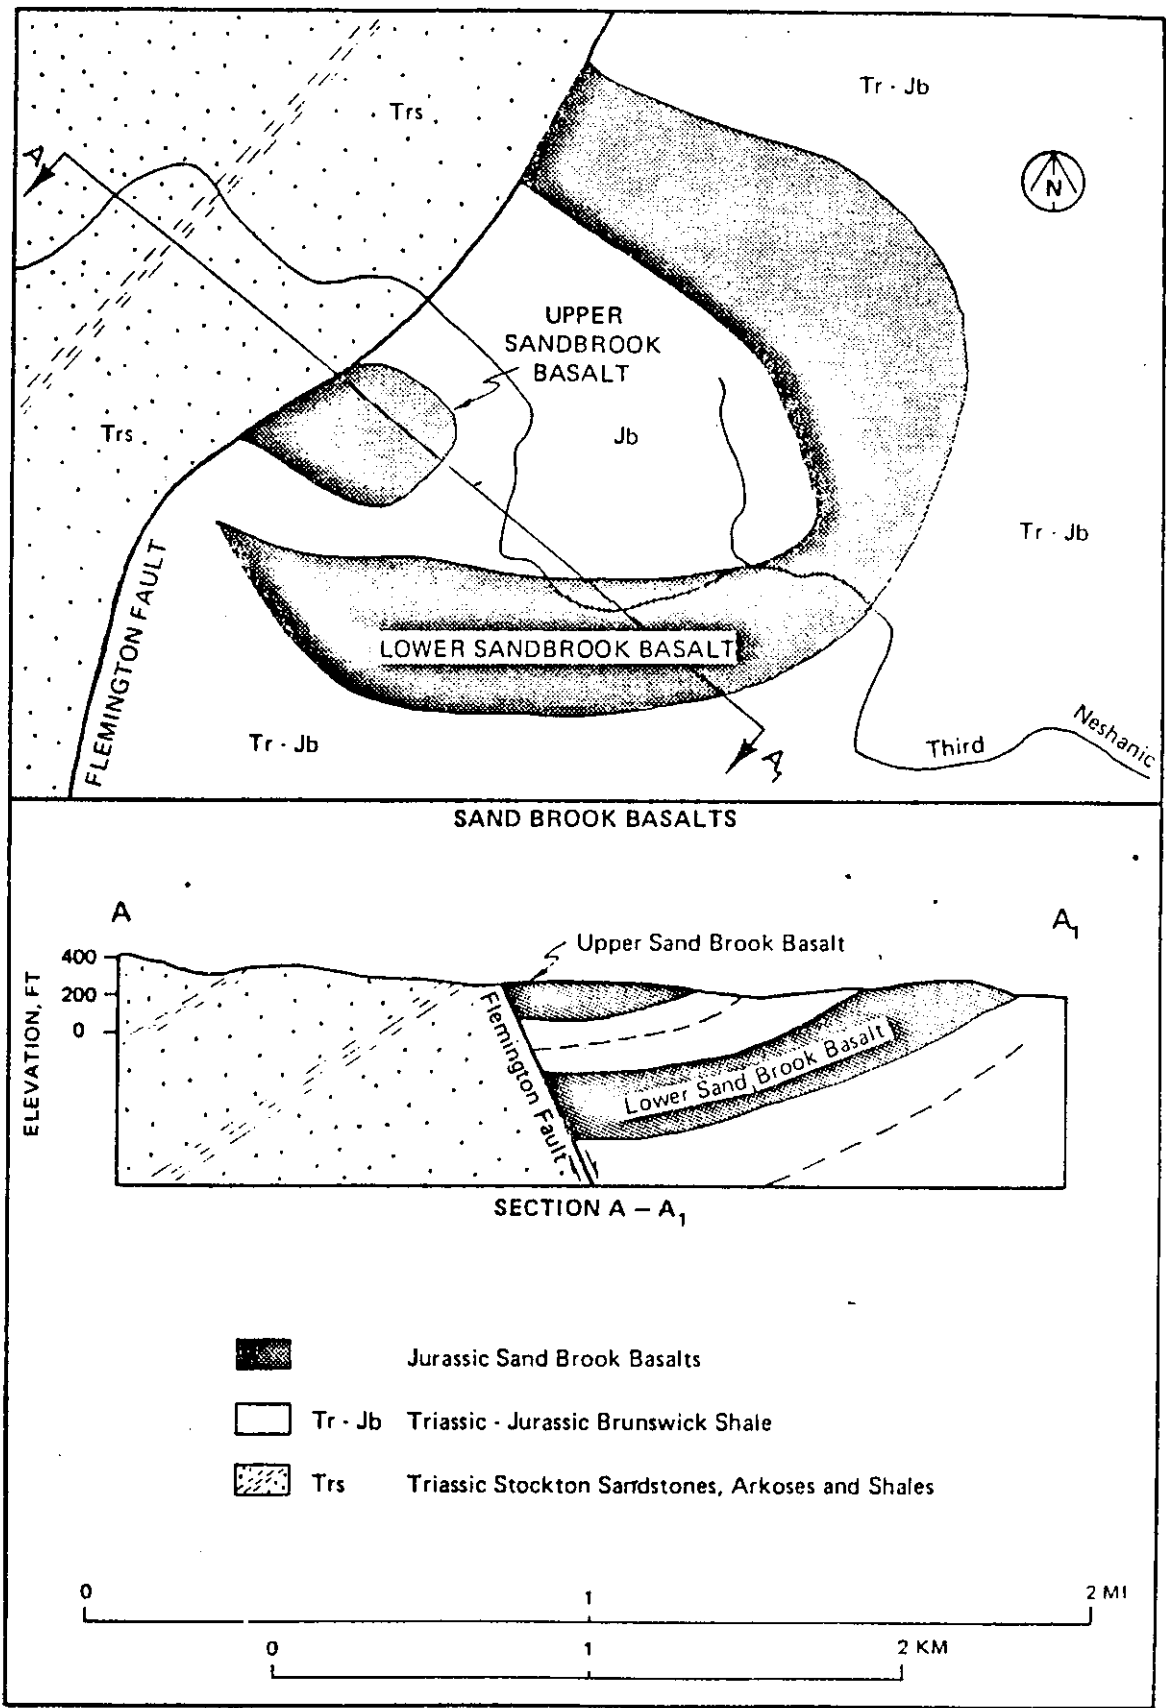 Trs
Tr - Jb
A
N
UPPER
SANDBROOK
BASALT
Jb
Trs
Tr - Jb
FLEMINGTON FAULT
LOWER SANDBROOK BASALT
Tr - Jb
A1
Third
Neshanic
SAND BROOK BASALTS
A
A1
Upper Sand Brook Basalt
400
200
0
ELEVATION, FT
Flemington Fault
Lower Sand Brook Basalt
SECTION A – A1
Jurassic Sand Brook Basalts
Tr - Jb Triassic - Jurassic Brunswick Shale
Trs Triassic Stockton Sandstones, Arkoses and Shales
0 1 2 MI
0 1 2 KM